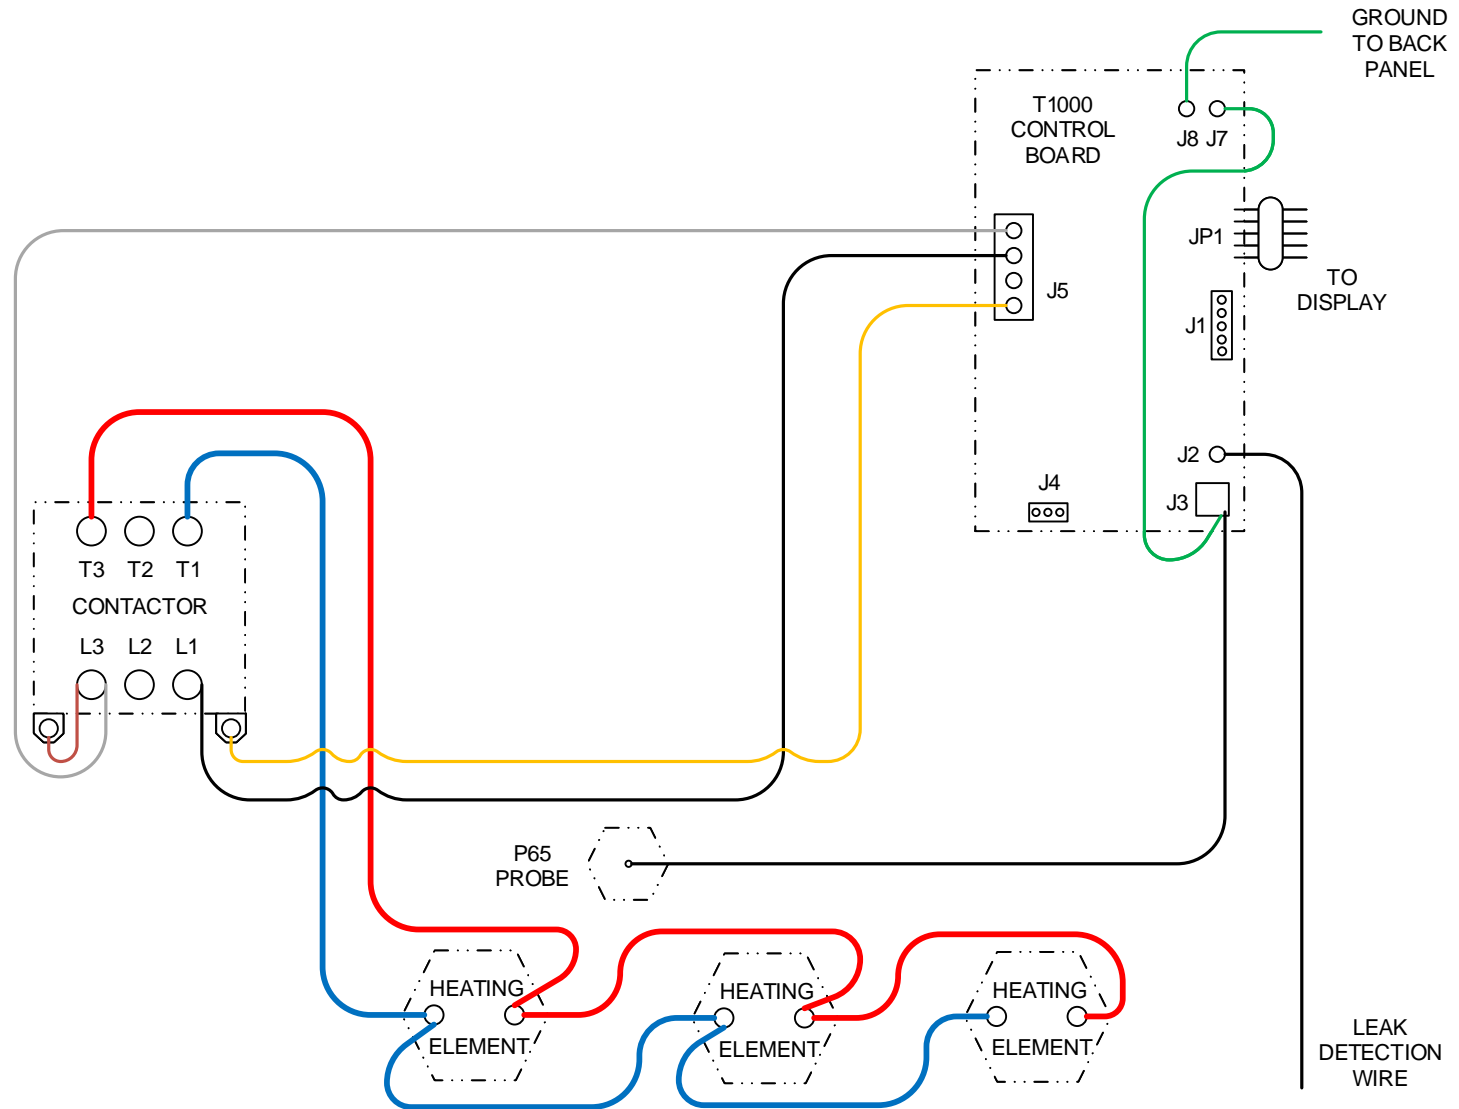 GROUND
TO BACK
PANEL
T1000
CONTROL
BOARD
J8 J7
JP1
TO
DISPLAY
J5
J1
J2
J4
J3
T3 T2 T1
CONTACTOR
L3 L2 L1
P65
PROBE
HEATING
ELEMENT
HEATING
ELEMENT
HEATING
ELEMENT
LEAK
DETECTION
WIRE